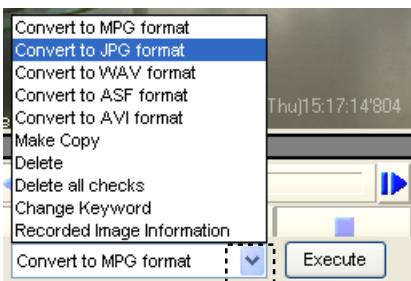 Convert to MPG format
Convert to JPG format
Convert to WAV format
Convert to ASF format
Thu)15:17:14'804
Convert to AVI format
Make Copy
Delete
Delete all checks
Change Keyword
Recorded Image Information
Convert to MPG format
Execute